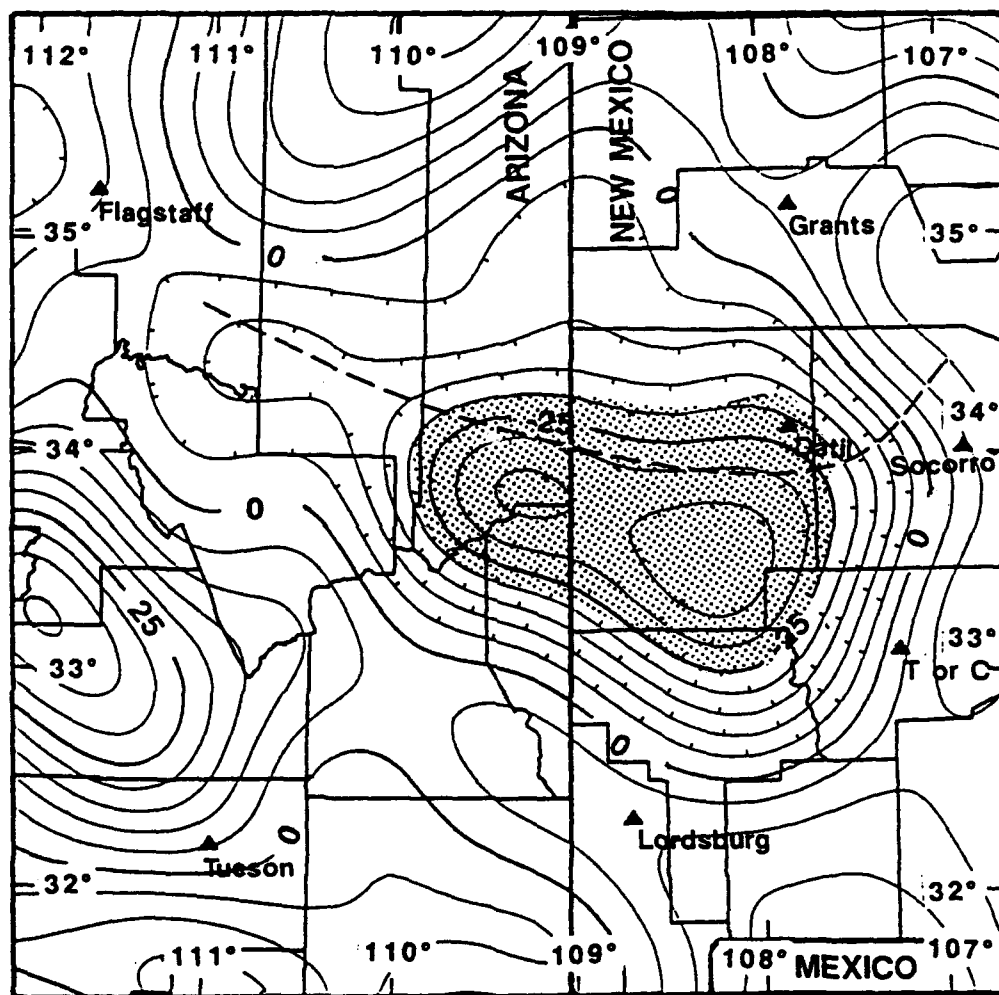 112° 111° 110° 109° 108° 107°
ARIZONA
NEW MEXICO
Flagstaff
0
Grants
35°
35°
0
34°
25
Datil
34°
Socorro
0
0
25
25
33°
33°
T or C
0
Lordsburg
0
Tucson
32°
32°
111° 110° 109° 108° 107°
MEXICO